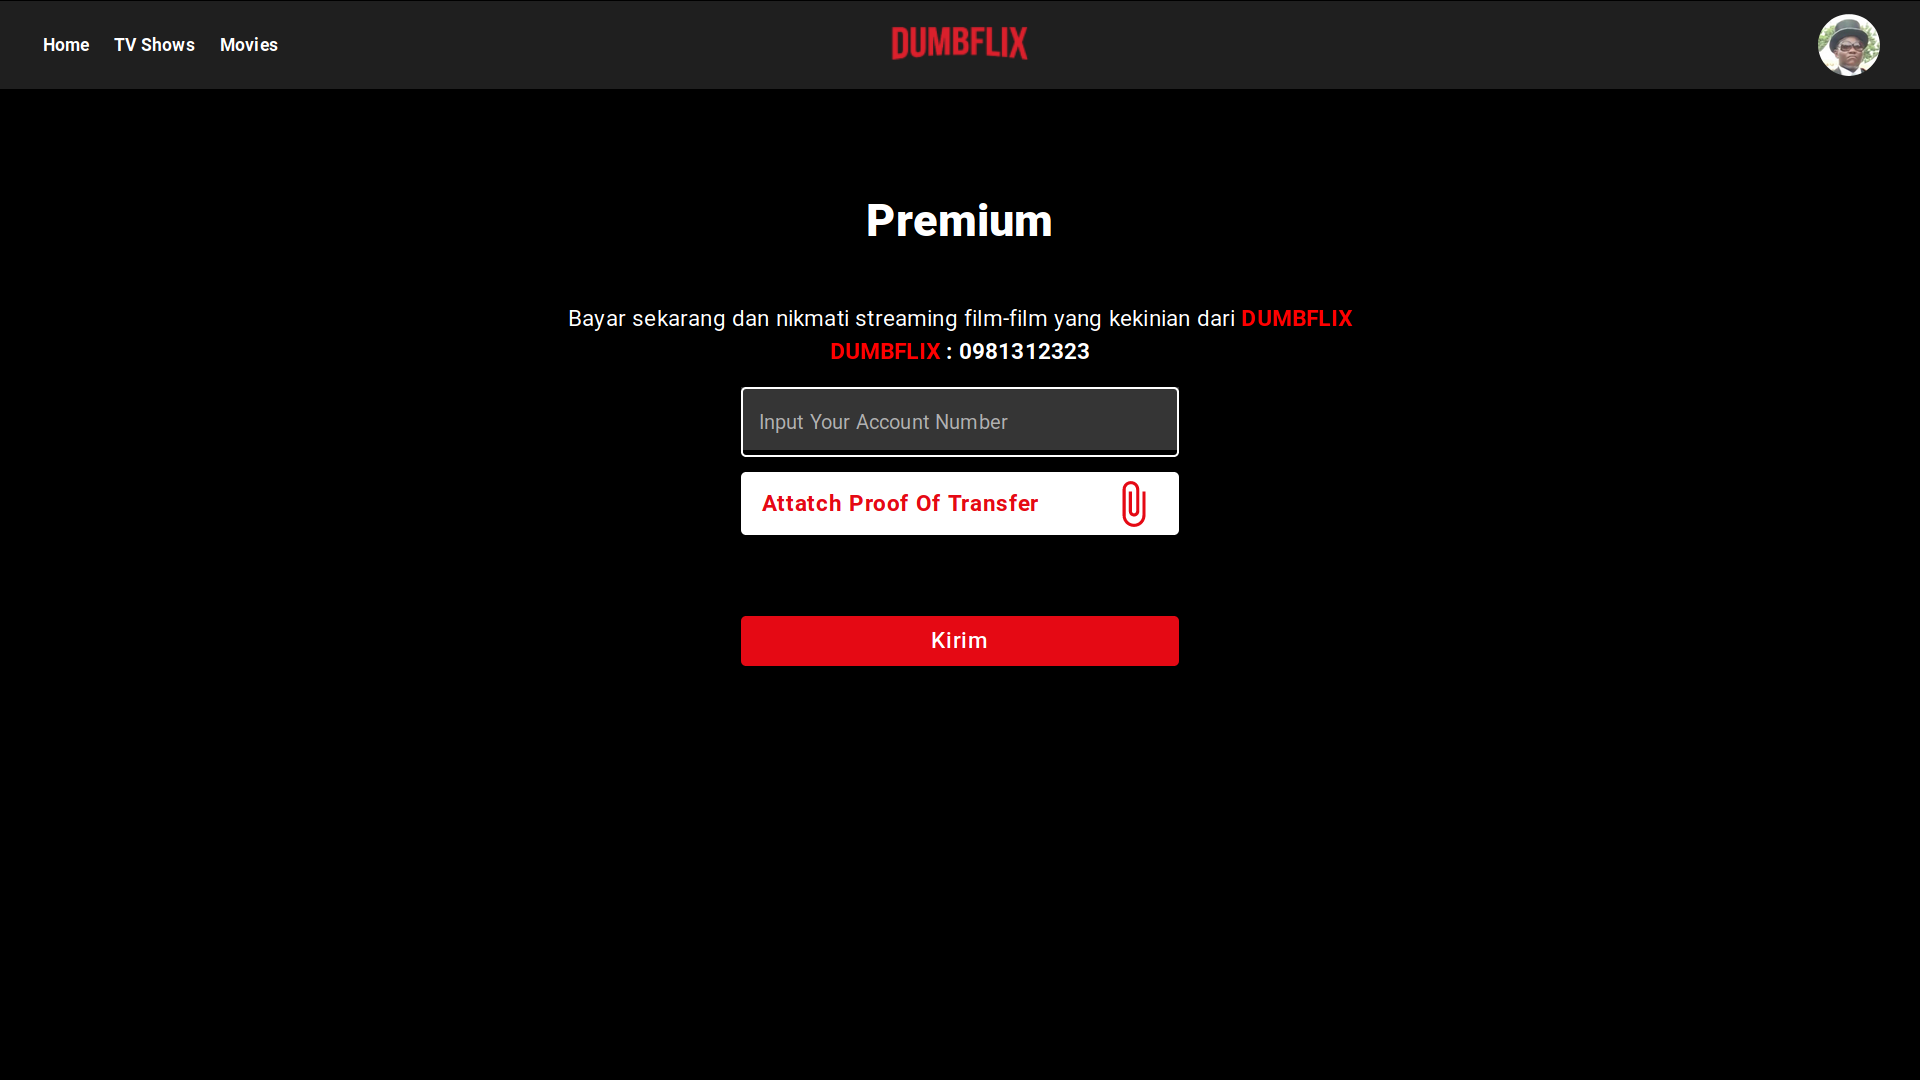 Home TV Shows Movies
DUMBFLIX
Premium
Bayar sekarang dan nikmati streaming film-film yang kekinian dari DUMBFLIX
DUMBFLIX : 0981312323
Input Your Account Number
Attatch Proof Of Transfer
Kirim